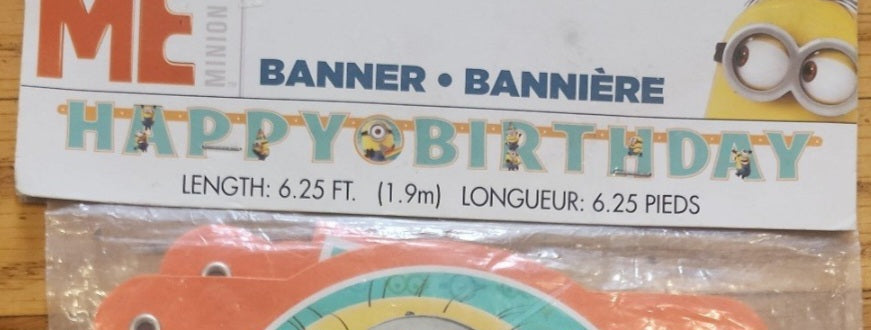 ME
MINION
BANNER • BANNIÈRE
HAPPY BIRTHDAY
LENGTH: 6.25 FT. (1.9m) LONGUEUR: 6.25 PIEDS